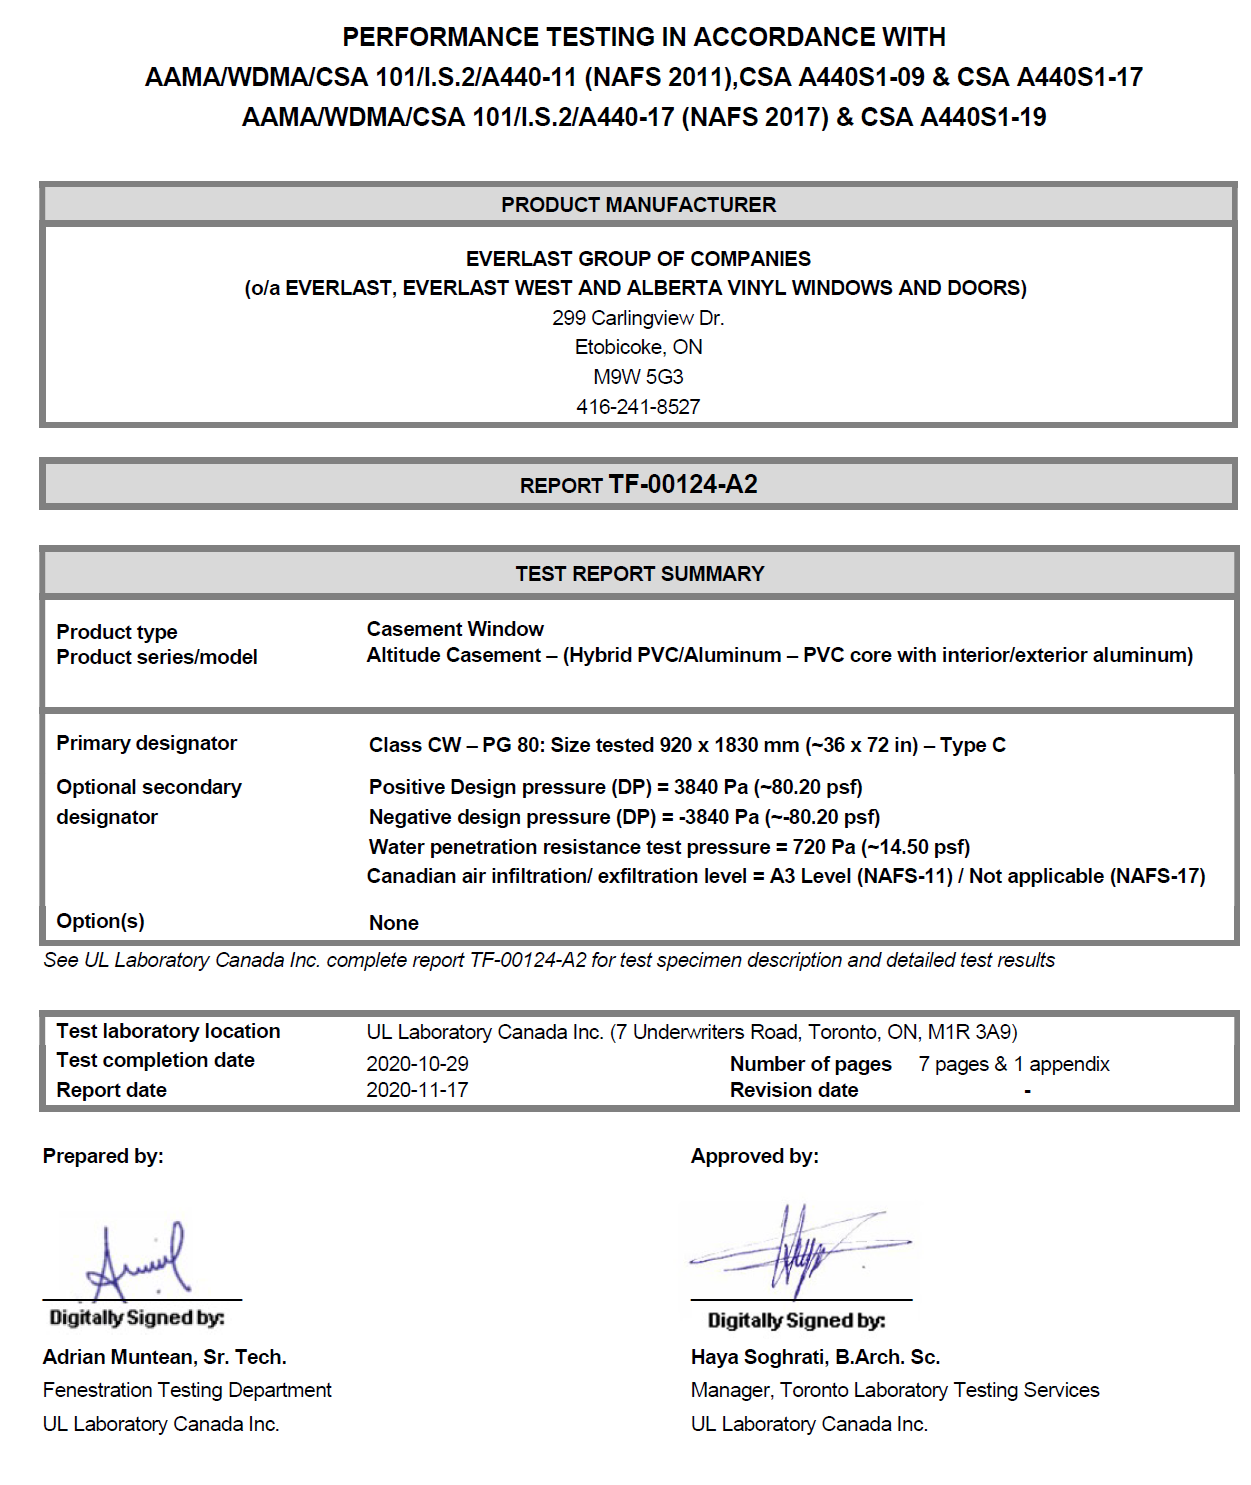 PERFORMANCE TESTING IN ACCORDANCE WITH
AAMA/WDMA/CSA 101/I.S.2/A440-11 (NAFS 2011),CSA A440S1-09 & CSA A440S1-17
AAMA/WDMA/CSA 101/I.S.2/A440-17 (NAFS 2017) & CSA A440S1-19
PRODUCT MANUFACTURER
EVERLAST GROUP OF COMPANIES
(o/a EVERLAST, EVERLAST WEST AND ALBERTA VINYL WINDOWS AND DOORS)
299 Carlingview Dr.
Etobicoke, ON
M9W 5G3
416-241-8527
REPORT TF-00124-A2
TEST REPORT SUMMARY
Product type Casement Window
Product series/model Altitude Casement – (Hybrid PVC/Aluminum – PVC core with interior/exterior aluminum)
Primary designator Class CW – PG 80: Size tested 920 x 1830 mm (~36 x 72 in) – Type C
Optional secondary Positive Design pressure (DP) = 3840 Pa (~80.20 psf)
designator Negative design pressure (DP) = -3840 Pa (~-80.20 psf)
Water penetration resistance test pressure = 720 Pa (~14.50 psf)
Canadian air infiltration/ exfiltration level = A3 Level (NAFS-11) / Not applicable (NAFS-17)
Option(s) None
See UL Laboratory Canada Inc. complete report TF-00124-A2 for test specimen description and detailed test results
Test laboratory location UL Laboratory Canada Inc. (7 Underwriters Road, Toronto, ON, M1R 3A9)
Test completion date 2020-10-29 Number of pages 7 pages & 1 appendix
Report date 2020-11-17 Revision date -
Prepared by: Approved by:
Digitally Signed by: Digitally Signed by:
Adrian Muntean, Sr. Tech. Haya Soghrati, B.Arch. Sc.
Fenestration Testing Department Manager, Toronto Laboratory Testing Services
UL Laboratory Canada Inc. UL Laboratory Canada Inc.